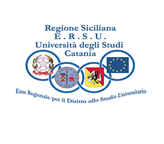 Regione Siciliana
E . R . S . U .
Università degli Studi
Catania
Ente Regionale per il Diritto allo Studio Universitario